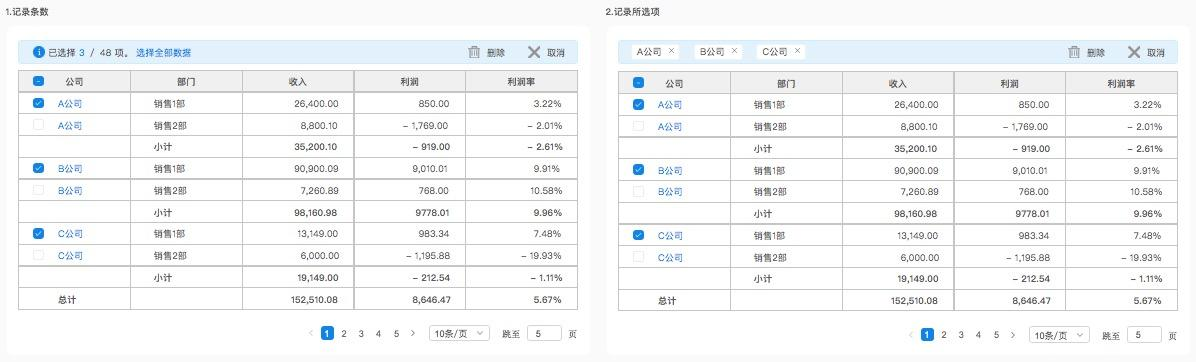 1.记录条数
已选择 3 / 48 项。 选择全部数据 删除 取消
公司 部门 收入 利润 利润率
A公司 销售1部 26,400.00 850.00 3.22%
A公司 销售2部 8,800.10 – 1,769.00 – 2.01%
小计 35,200.10 – 919.00 – 2.61%
B公司 销售1部 90,900.09 9,010.01 9.91%
B公司 销售2部 7,260.89 768.00 10.58%
小计 98,160.98 9778.01 9.96%
C公司 销售1部 13,149.00 983.34 7.48%
C公司 销售2部 6,000.00 – 1,195.88 – 19.93%
小计 19,149.00 – 212.54 – 1.11%
总计 152,510.08 8,646.47 5.67%
1 2 3 4 5 10条/页 跳至 5 页
2.记录所选项
A公司 × B公司 × C公司 × 删除 取消
公司 部门 收入 利润 利润率
A公司 销售1部 26,400.00 850.00 3.22%
A公司 销售2部 8,800.10 – 1,769.00 – 2.01%
小计 35,200.10 – 919.00 – 2.61%
B公司 销售1部 90,900.09 9,010.01 9.91%
B公司 销售2部 7,260.89 768.00 10.58%
小计 98,160.98 9778.01 9.96%
C公司 销售1部 13,149.00 983.34 7.48%
C公司 销售2部 6,000.00 – 1,195.88 – 19.93%
小计 19,149.00 – 212.54 – 1.11%
总计 152,510.08 8,646.47 5.67%
1 2 3 4 5 10条/页 跳至 5 页